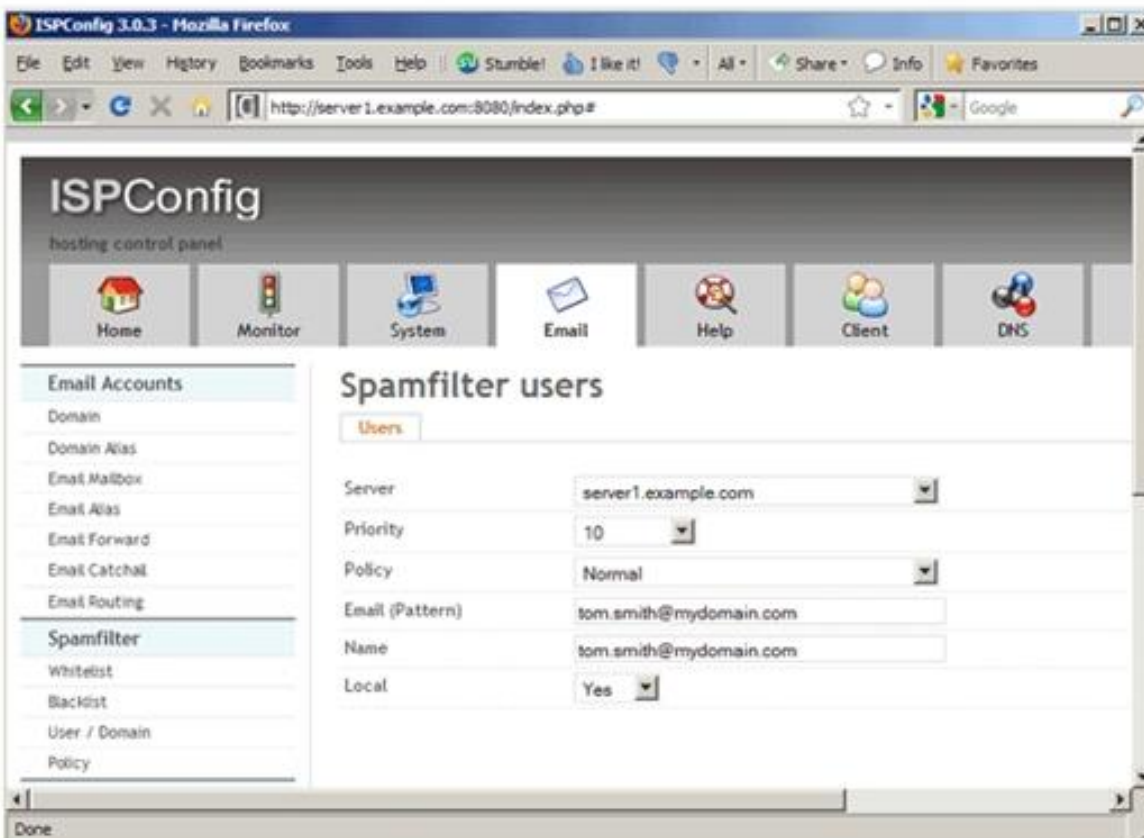 ISPConfig 3.0.3 - Mozilla Firefox
File Edit View History Bookmarks Tools Help Stumble! I like it! All Share Info Favorites
http://server1.example.com:8080/index.php# Google
ISPConfig
hosting control panel
Home Monitor System Email Help Client DNS
Email Accounts
Domain
Domain Alias
Email Mailbox
Email Alias
Email Forward
Email Catchall
Email Routing
Spamfilter
Whitelist
Blacklist
User / Domain
Policy
Spamfilter users
Users
Server server1.example.com
Priority 10
Policy Normal
Email (Pattern) tom.smith@mydomain.com
Name tom.smith@mydomain.com
Local Yes
Done